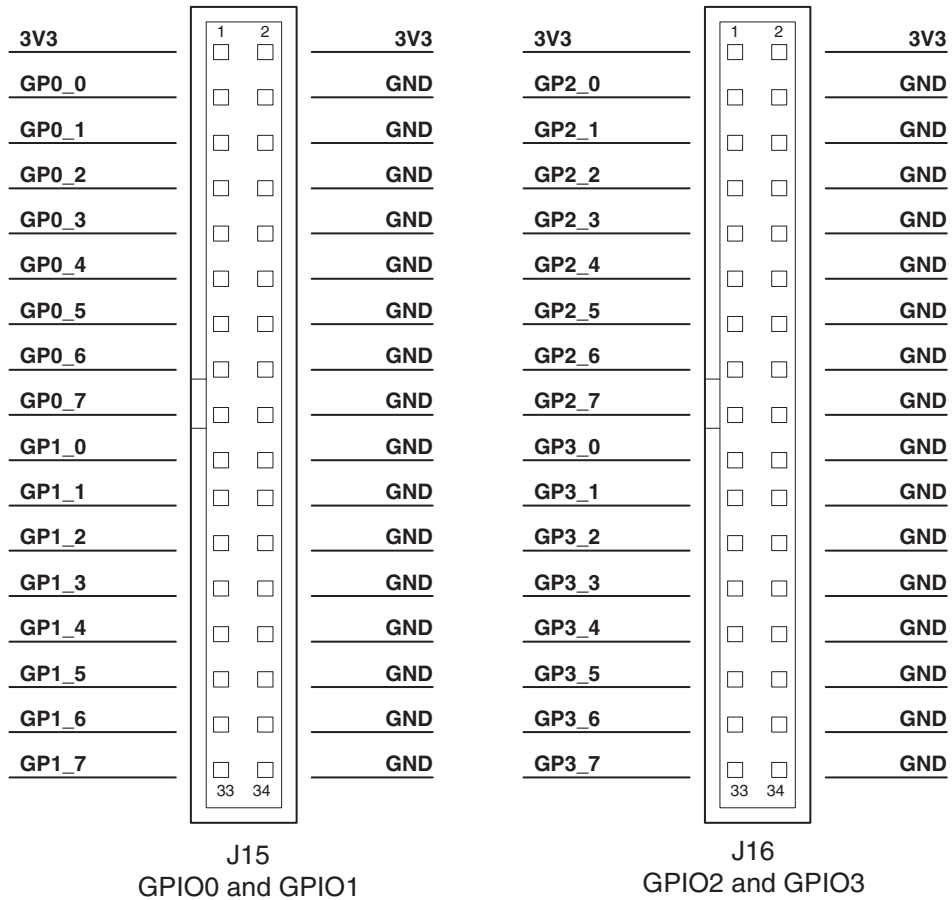 1 2 1 2
3V3 3V3 3V3 3V3
GP0_0 GND GP2_0 GND
GP0_1 GND GP2_1 GND
GP0_2 GND GP2_2 GND
GP0_3 GND GP2_3 GND
GP0_4 GND GP2_4 GND
GP0_5 GND GP2_5 GND
GP0_6 GND GP2_6 GND
GP0_7 GND GP2_7 GND
GP1_0 GND GP3_0 GND
GP1_1 GND GP3_1 GND
GP1_2 GND GP3_2 GND
GP1_3 GND GP3_3 GND
GP1_4 GND GP3_4 GND
GP1_5 GND GP3_5 GND
GP1_6 GND GP3_6 GND
GP1_7 GND GP3_7 GND
33 34 33 34
J15 J16
GPIO0 and GPIO1 GPIO2 and GPIO3